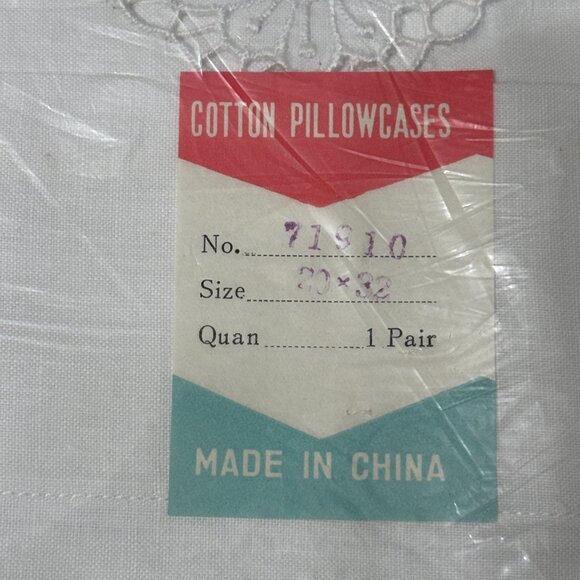 COTTON PILLOWCASES
No. 71910
Size 20×32
Quan 1 Pair
MADE IN CHINA